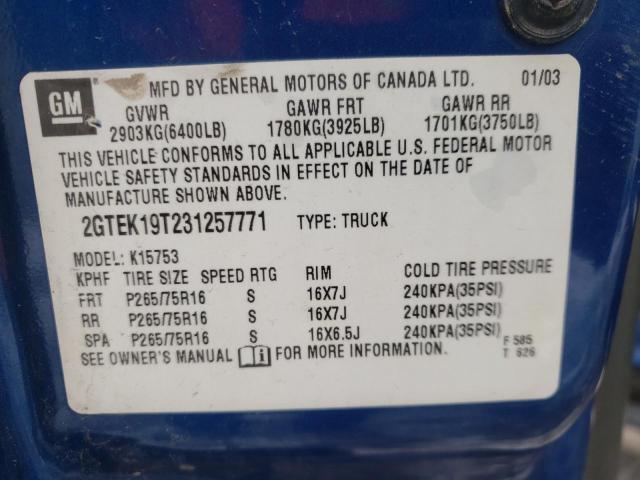 GM MFD BY GENERAL MOTORS OF CANADA LTD. 01/03
GVWR GAWR FRT GAWR RR
2903KG(6400LB) 1780KG(3925LB) 1701KG(3750LB)
THIS VEHICLE CONFORMS TO ALL APPLICABLE U.S. FEDERAL MOTOR
VEHICLE SAFETY STANDARDS IN EFFECT ON THE DATE OF
MANUFACTURE SHOWN ABOVE.
2GTEK19T231257771 TYPE: TRUCK
MODEL: K15753
KPHF TIRE SIZE SPEED RTG RIM COLD TIRE PRESSURE
FRT P265/75R16 S 16X7J 240KPA(35PSI)
RR P265/75R16 S 16X7J 240KPA(35PSI)
SPA P265/75R16 S 16X6.5J 240KPA(35PSI)
SEE OWNER'S MANUAL i FOR MORE INFORMATION.
F 585
T 626